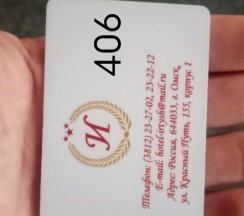 406
И
Телефон: (3812) 23-27-02, 23-22-12
E-mail: hotel-irtysh@mail.ru
Адрес: Россия, 644033, г. Омск,
ул. Красный Путь, 155, корпус 1